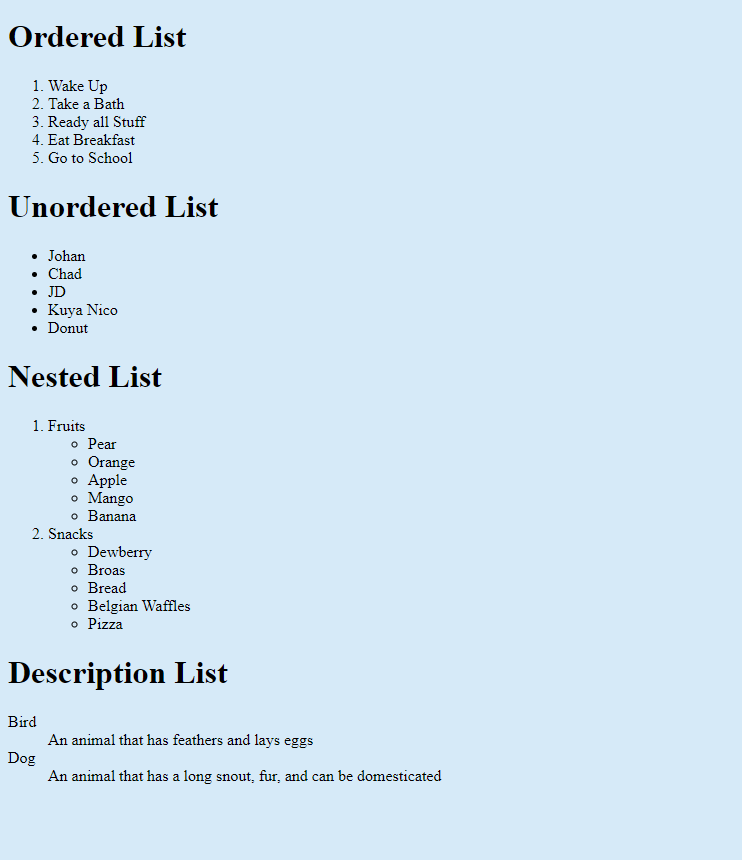 Ordered List
1. Wake Up
2. Take a Bath
3. Ready all Stuff
4. Eat Breakfast
5. Go to School
Unordered List
• Johan
• Chad
• JD
• Kuya Nico
• Donut
Nested List
1. Fruits
◦ Pear
◦ Orange
◦ Apple
◦ Mango
◦ Banana
2. Snacks
◦ Dewberry
◦ Broas
◦ Bread
◦ Belgian Waffles
◦ Pizza
Description List
Bird
An animal that has feathers and lays eggs
Dog
An animal that has a long snout, fur, and can be domesticated